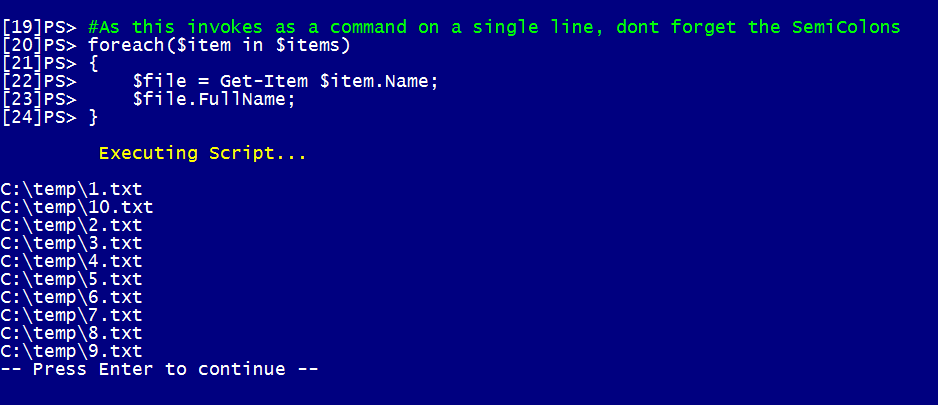 [19]PS> #As this invokes as a command on a single line, dont forget the SemiColons
[20]PS> foreach($item in $items)
[21]PS> {
[22]PS>     $file = Get-Item $item.Name;
[23]PS>     $file.FullName;
[24]PS> }
Executing Script...
C:\temp\1.txt
C:\temp\10.txt
C:\temp\2.txt
C:\temp\3.txt
C:\temp\4.txt
C:\temp\5.txt
C:\temp\6.txt
C:\temp\7.txt
C:\temp\8.txt
C:\temp\9.txt
-- Press Enter to continue --